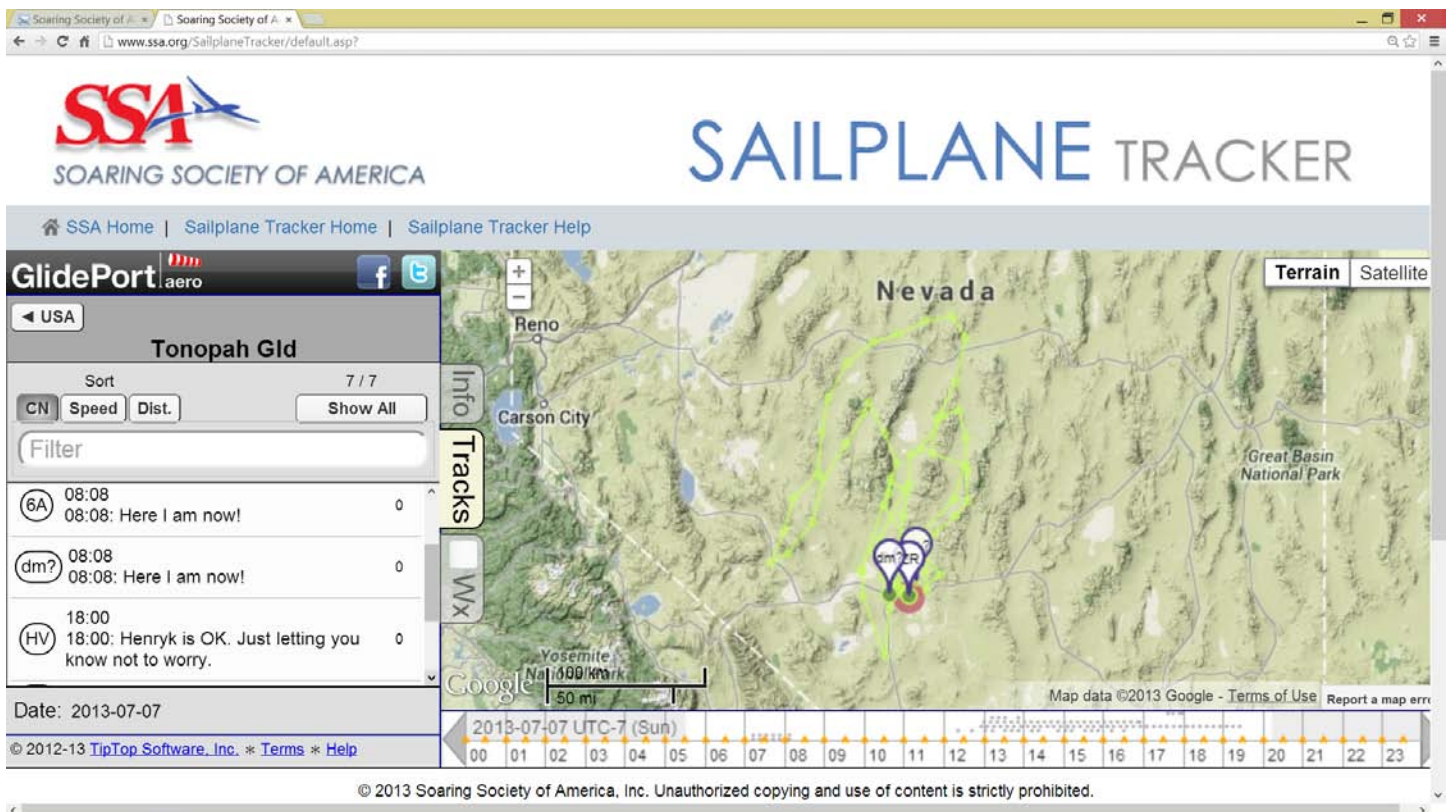 Soaring Society of A
Soaring Society of A
www.ssa.org/SailplaneTracker/default.asp?
SSA
SOARING SOCIETY OF AMERICA
SAILPLANE TRACKER
SSA Home | Sailplane Tracker Home | Sailplane Tracker Help
GlidePort aero
◄ USA
Tonopah Gld
Sort 7 / 7
CN Speed Dist. Show All
Filter
6A 08:08 0
08:08: Here I am now!
dm? 08:08 0
08:08: Here I am now!
HV 18:00 0
18:00: Henryk is OK. Just letting you
know not to worry.
Date: 2013-07-07
© 2012-13 TipTop Software, Inc. * Terms * Help
Info
Tracks
Wx
+
−
Terrain Satellite
Nevada
Reno
Carson City
Great Basin
National Park
dm? ZR ?
Yosemite
National Park
100 km
50 mi
Google
Map data ©2013 Google - Terms of Use Report a map erro
2013-07-07 UTC-7 (Sun)
00 01 02 03 04 05 06 07 08 09 10 11 12 13 14 15 16 17 18 19 20 21 22 23
© 2013 Soaring Society of America, Inc. Unauthorized copying and use of content is strictly prohibited.